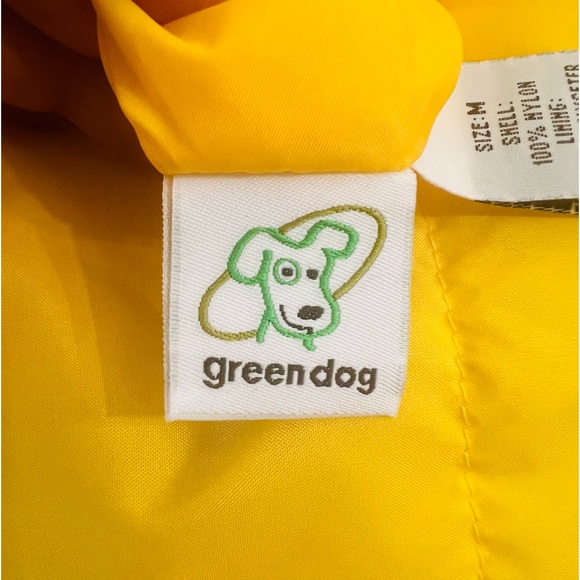 greendog
SIZE: M
SHELL:
100% NYLON
LINING: